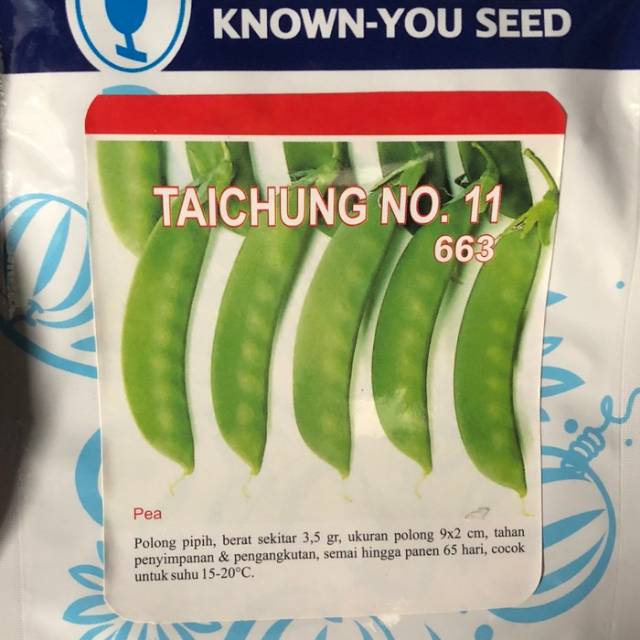 KNOWN-YOU SEED
TAICHUNG NO. 11
663
Pea
Polong pipih, berat sekitar 3,5 gr, ukuran polong 9x2 cm, tahan
penyimpanan & pengangkutan, semai hingga panen 65 hari, cocok
untuk suhu 15-20°C.